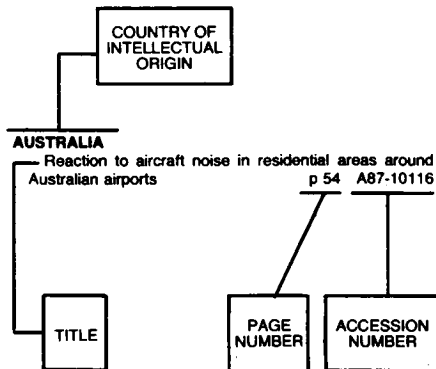 COUNTRY OF
INTELLECTUAL
ORIGIN
AUSTRALIA
Reaction to aircraft noise in residential areas around
Australian airports p 54 A87-10116
TITLE
PAGE
NUMBER
ACCESSION
NUMBER